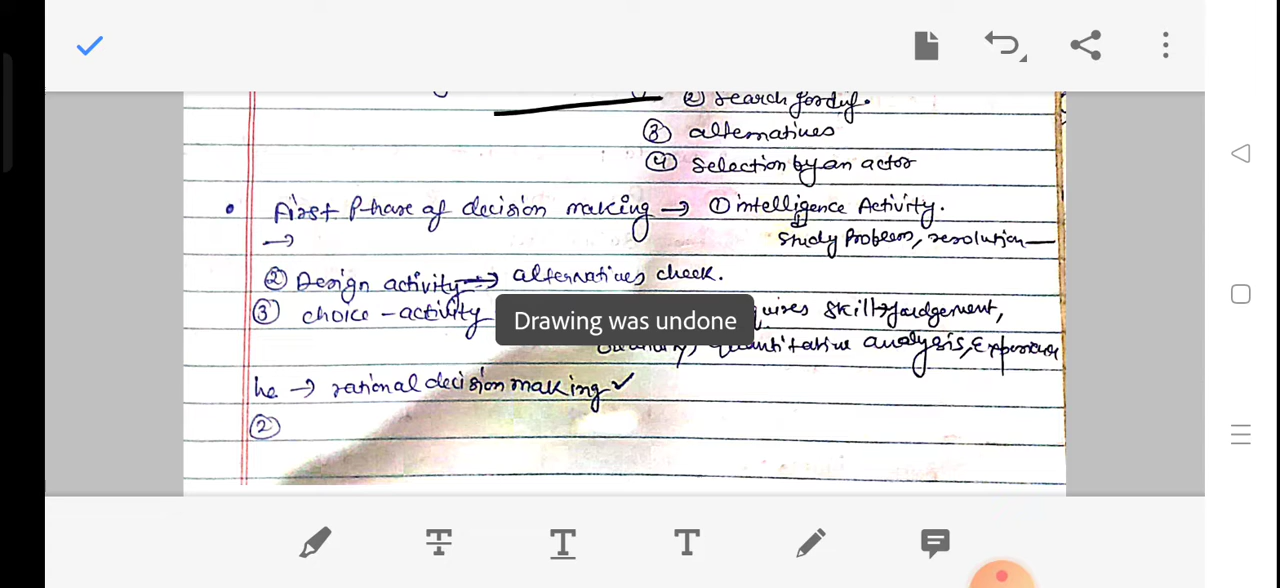 ② Search for dif.
③ alternatives
④ Selection by an actor
• First Phase of decision making → ① intelligence Activity.
→ Study Problem, resolution—
② Design activity → alternatives check.
③ choice - activity uires skill → judgement,
Drawing was undone
quantitative analysis, Experience
he → rational decision making ✓
②